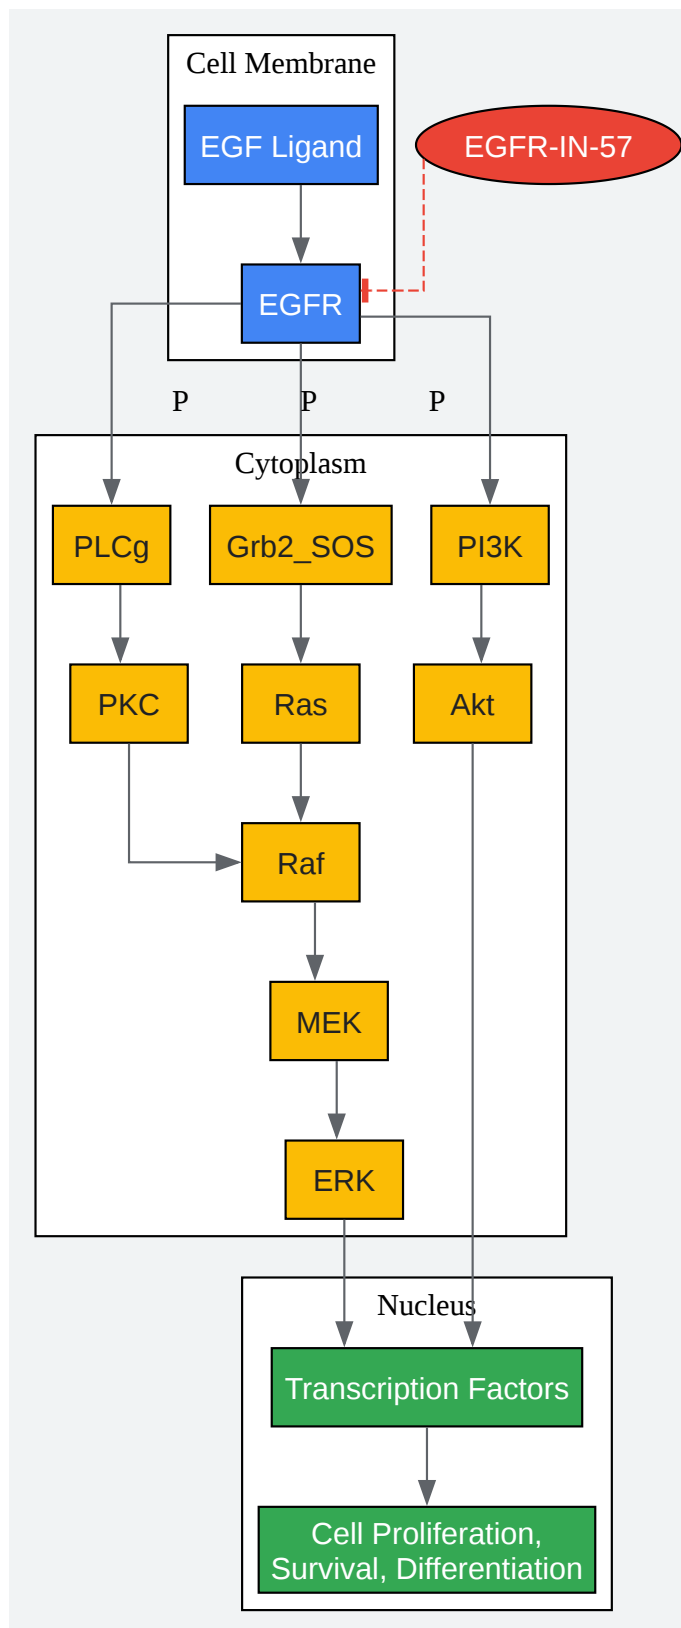 Cell Membrane
EGF Ligand
EGFR-IN-57
EGFR
P
P
P
Cytoplasm
PLCg
Grb2_SOS
PI3K
PKC
Ras
Akt
Raf
MEK
ERK
Nucleus
Transcription Factors
Cell Proliferation,
Survival, Differentiation